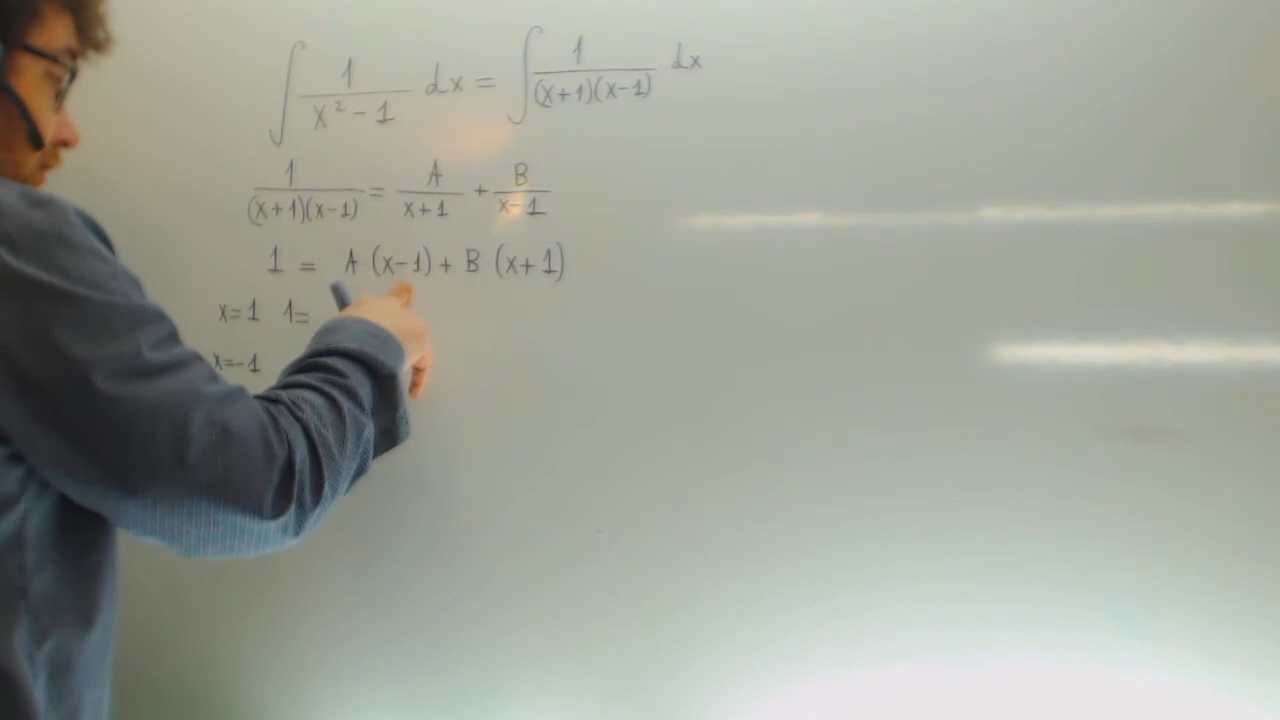 ∫ 1/(x² - 1) dx = ∫ 1/((x+1)(x-1)) dx
1/((x+1)(x-1)) = A/(x+1) + B/(x-1)
1 = A (x-1) + B (x+1)
x=1 1=
x=-1